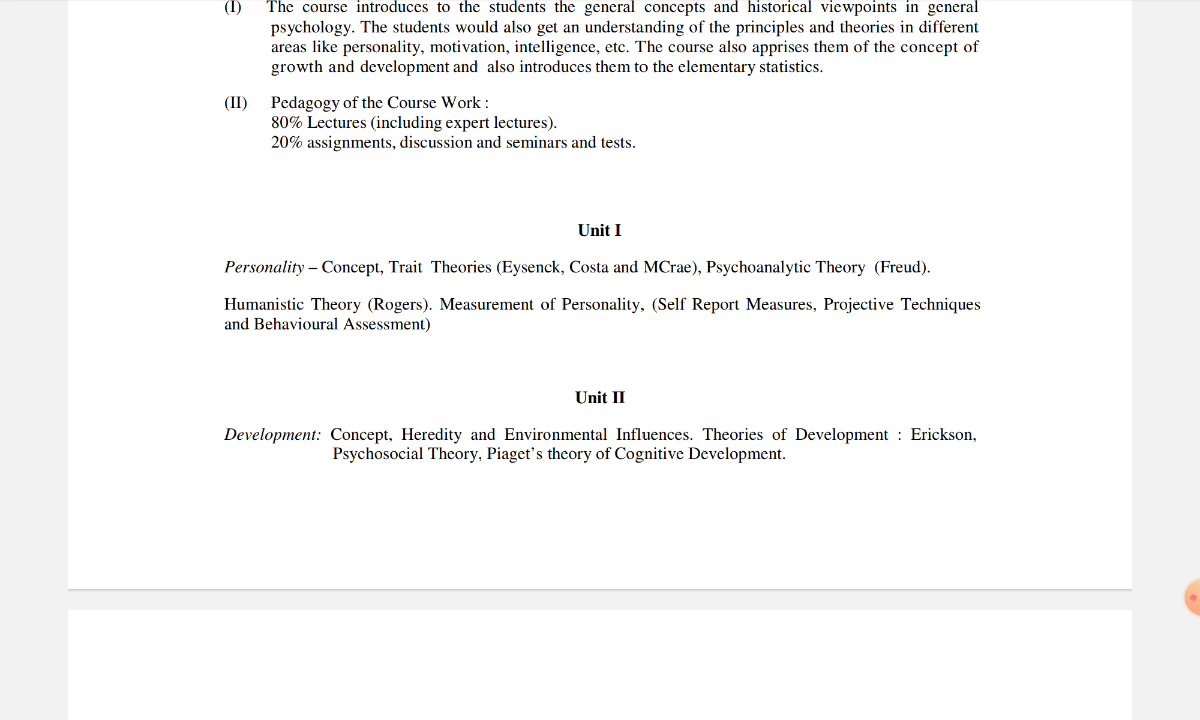 (I) The course introduces to the students the general concepts and historical viewpoints in general
psychology. The students would also get an understanding of the principles and theories in different
areas like personality, motivation, intelligence, etc. The course also apprises them of the concept of
growth and development and also introduces them to the elementary statistics.
(II) Pedagogy of the Course Work :
80% Lectures (including expert lectures).
20% assignments, discussion and seminars and tests.
Unit I
Personality – Concept, Trait Theories (Eysenck, Costa and MCrae), Psychoanalytic Theory (Freud).
Humanistic Theory (Rogers). Measurement of Personality, (Self Report Measures, Projective Techniques
and Behavioural Assessment)
Unit II
Development: Concept, Heredity and Environmental Influences. Theories of Development : Erickson,
Psychosocial Theory, Piaget’s theory of Cognitive Development.